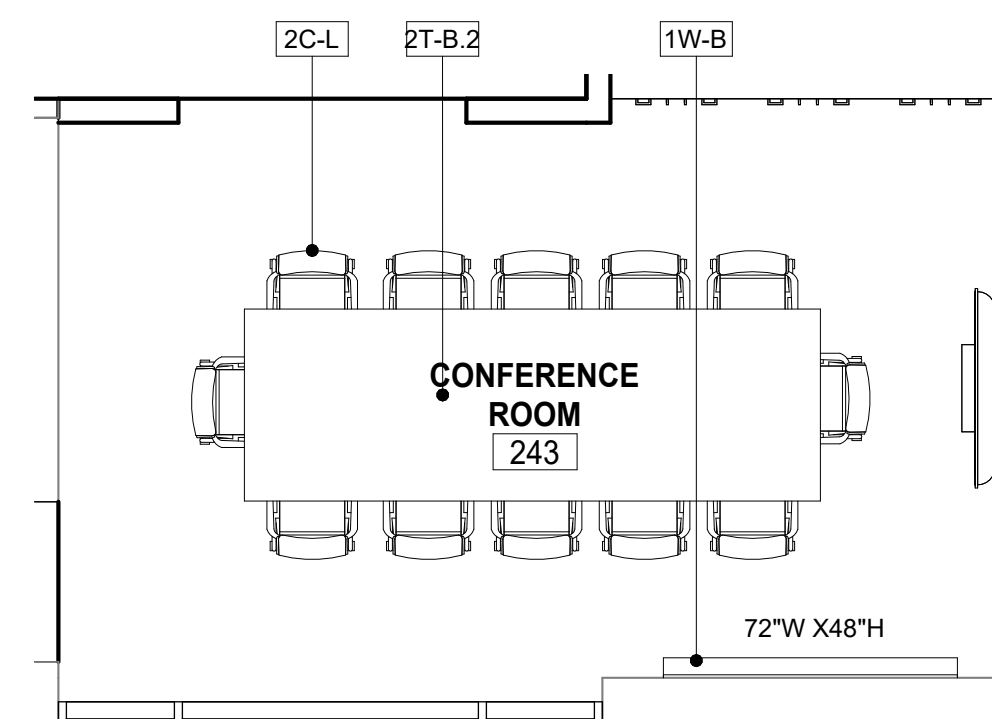 2C-L
2T-B.2
1W-B
CONFERENCE
ROOM
243
72"W X48"H